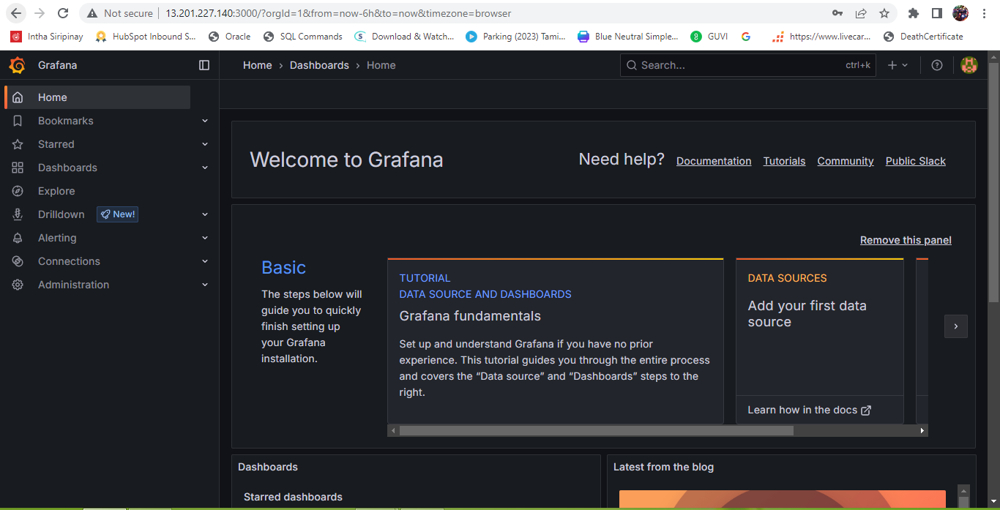 Not secure 13.201.227.140:3000/?orgId=1&from=now-6h&to=now&timezone=browser
Intha Siripinay HubSpot Inbound S... Oracle SQL Commands Download & Watch... Parking (2023) Tami... Blue Neutral Simple... GUVI https://www.livecar... DeathCertificate
Grafana
Home › Dashboards › Home
Search... ctrl+k
Home
Bookmarks
Starred
Dashboards
Explore
Drilldown New!
Alerting
Connections
Administration
Welcome to Grafana
Need help? Documentation Tutorials Community Public Slack
Remove this panel
Basic
The steps below will
guide you to quickly
finish setting up
your Grafana
installation.
TUTORIAL
DATA SOURCE AND DASHBOARDS
Grafana fundamentals
Set up and understand Grafana if you have no prior
experience. This tutorial guides you through the entire process
and covers the “Data source” and “Dashboards” steps to the
right.
DATA SOURCES
Add your first data
source
Learn how in the docs
Dashboards
Starred dashboards
Latest from the blog